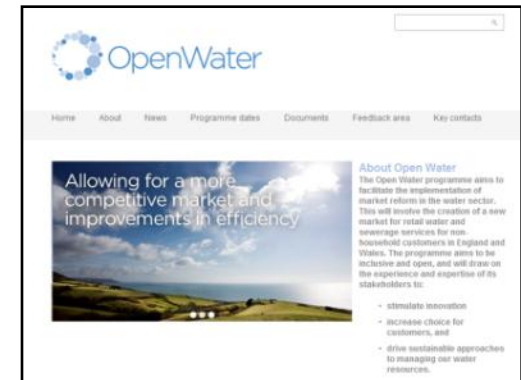 OpenWater
Home About News Programme dates Documents Feedback area Key contacts
Allowing for a more
competitive market and
improvements in efficiency
About Open Water
The Open Water programme aims to
facilitate the implementation of
market reform in the water sector.
This will involve the creation of a new
market for retail water and
sewerage services for non-
household customers in England and
Wales. The programme aims to be
inclusive and open, and will draw on
the experience and expertise of its
stakeholders to:
- stimulate innovation
- increase choice for
customers, and
- drive sustainable approaches
to managing our water
resources.